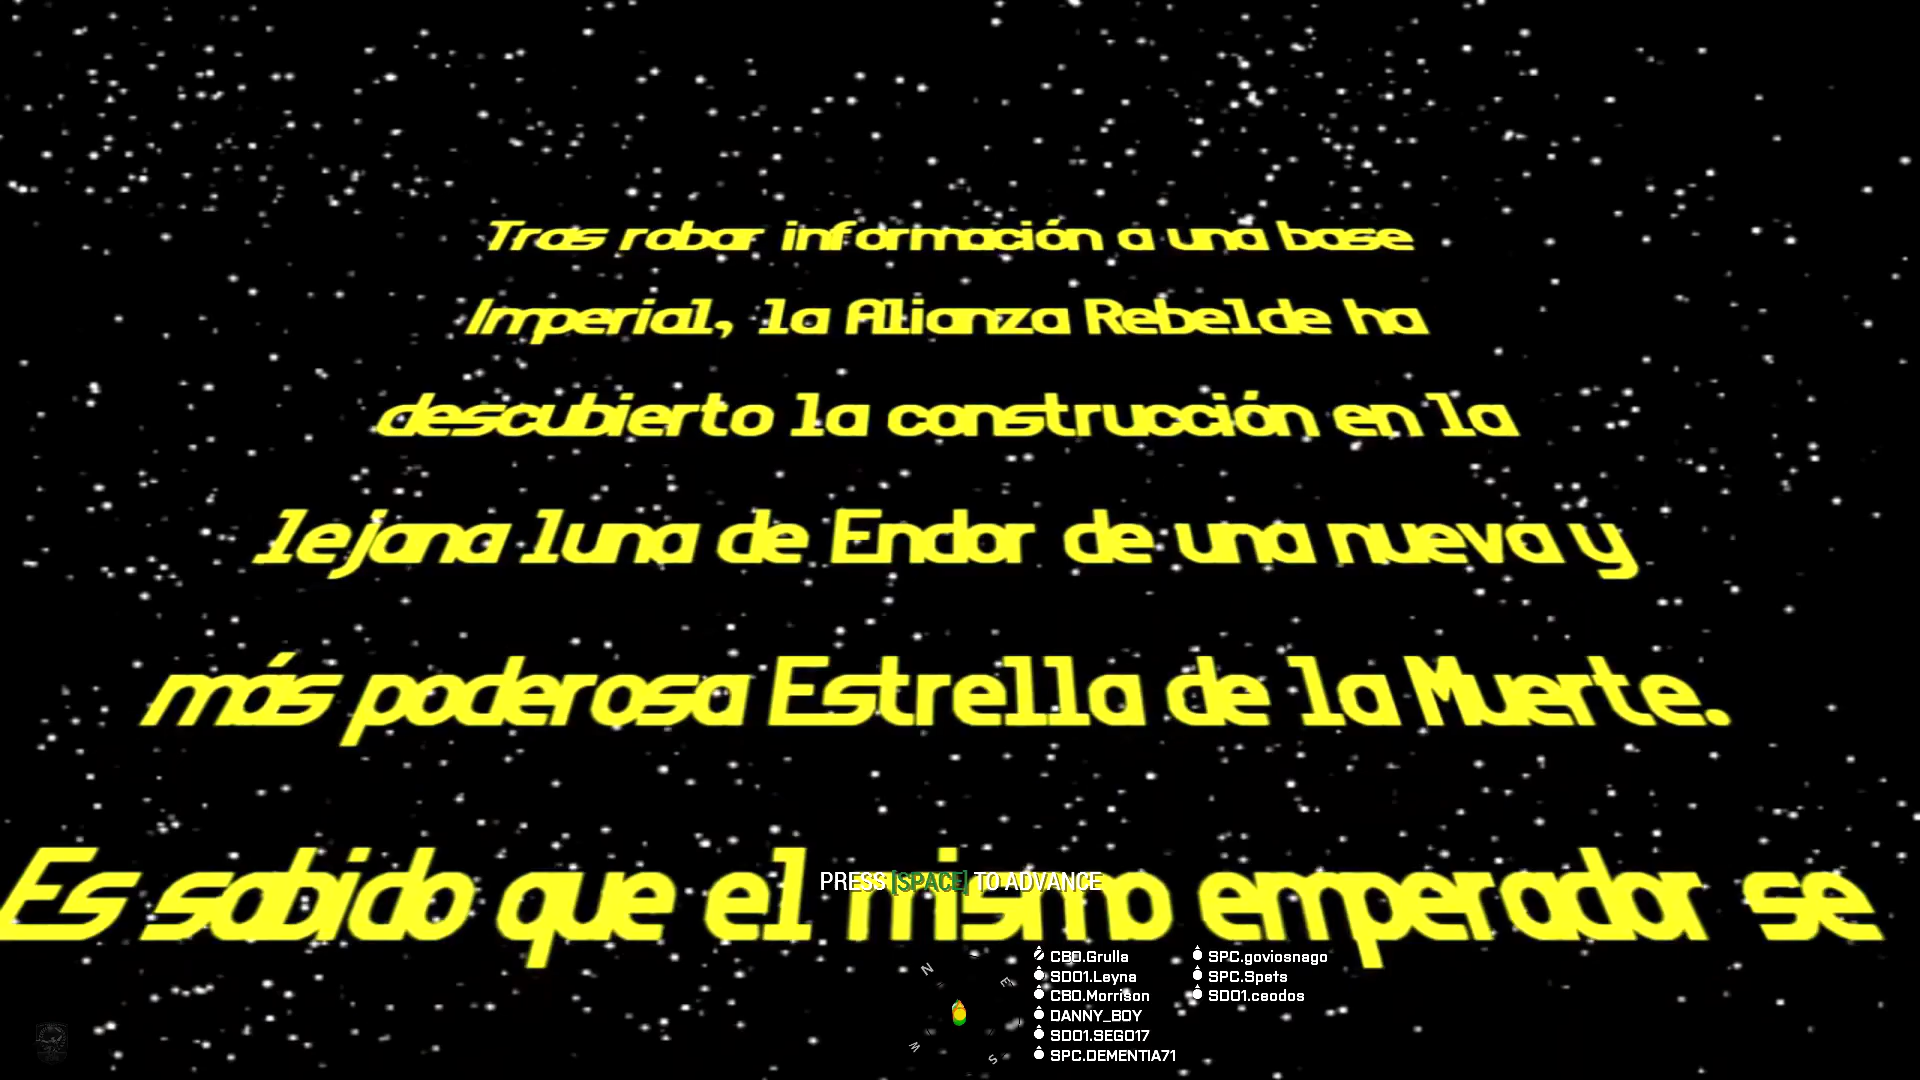 Tras robar información a una base
Imperial, la Alianza Rebelde ha
descubierto la construcción en la
lejana luna de Endor de una nueva y
más poderosa Estrella de la Muerte.
Es sabido que el mismo emperador se
PRESS [SPACE] TO ADVANCE
CBO.Grulla
SDO1.Leyna
CBO.Morrison
DANNY_BOY
SDO1.SEGO17
SPC.DEMENTIA71
SPC.goviosnago
SPC.Spets
SDO1.ceodos
N
E
W
S